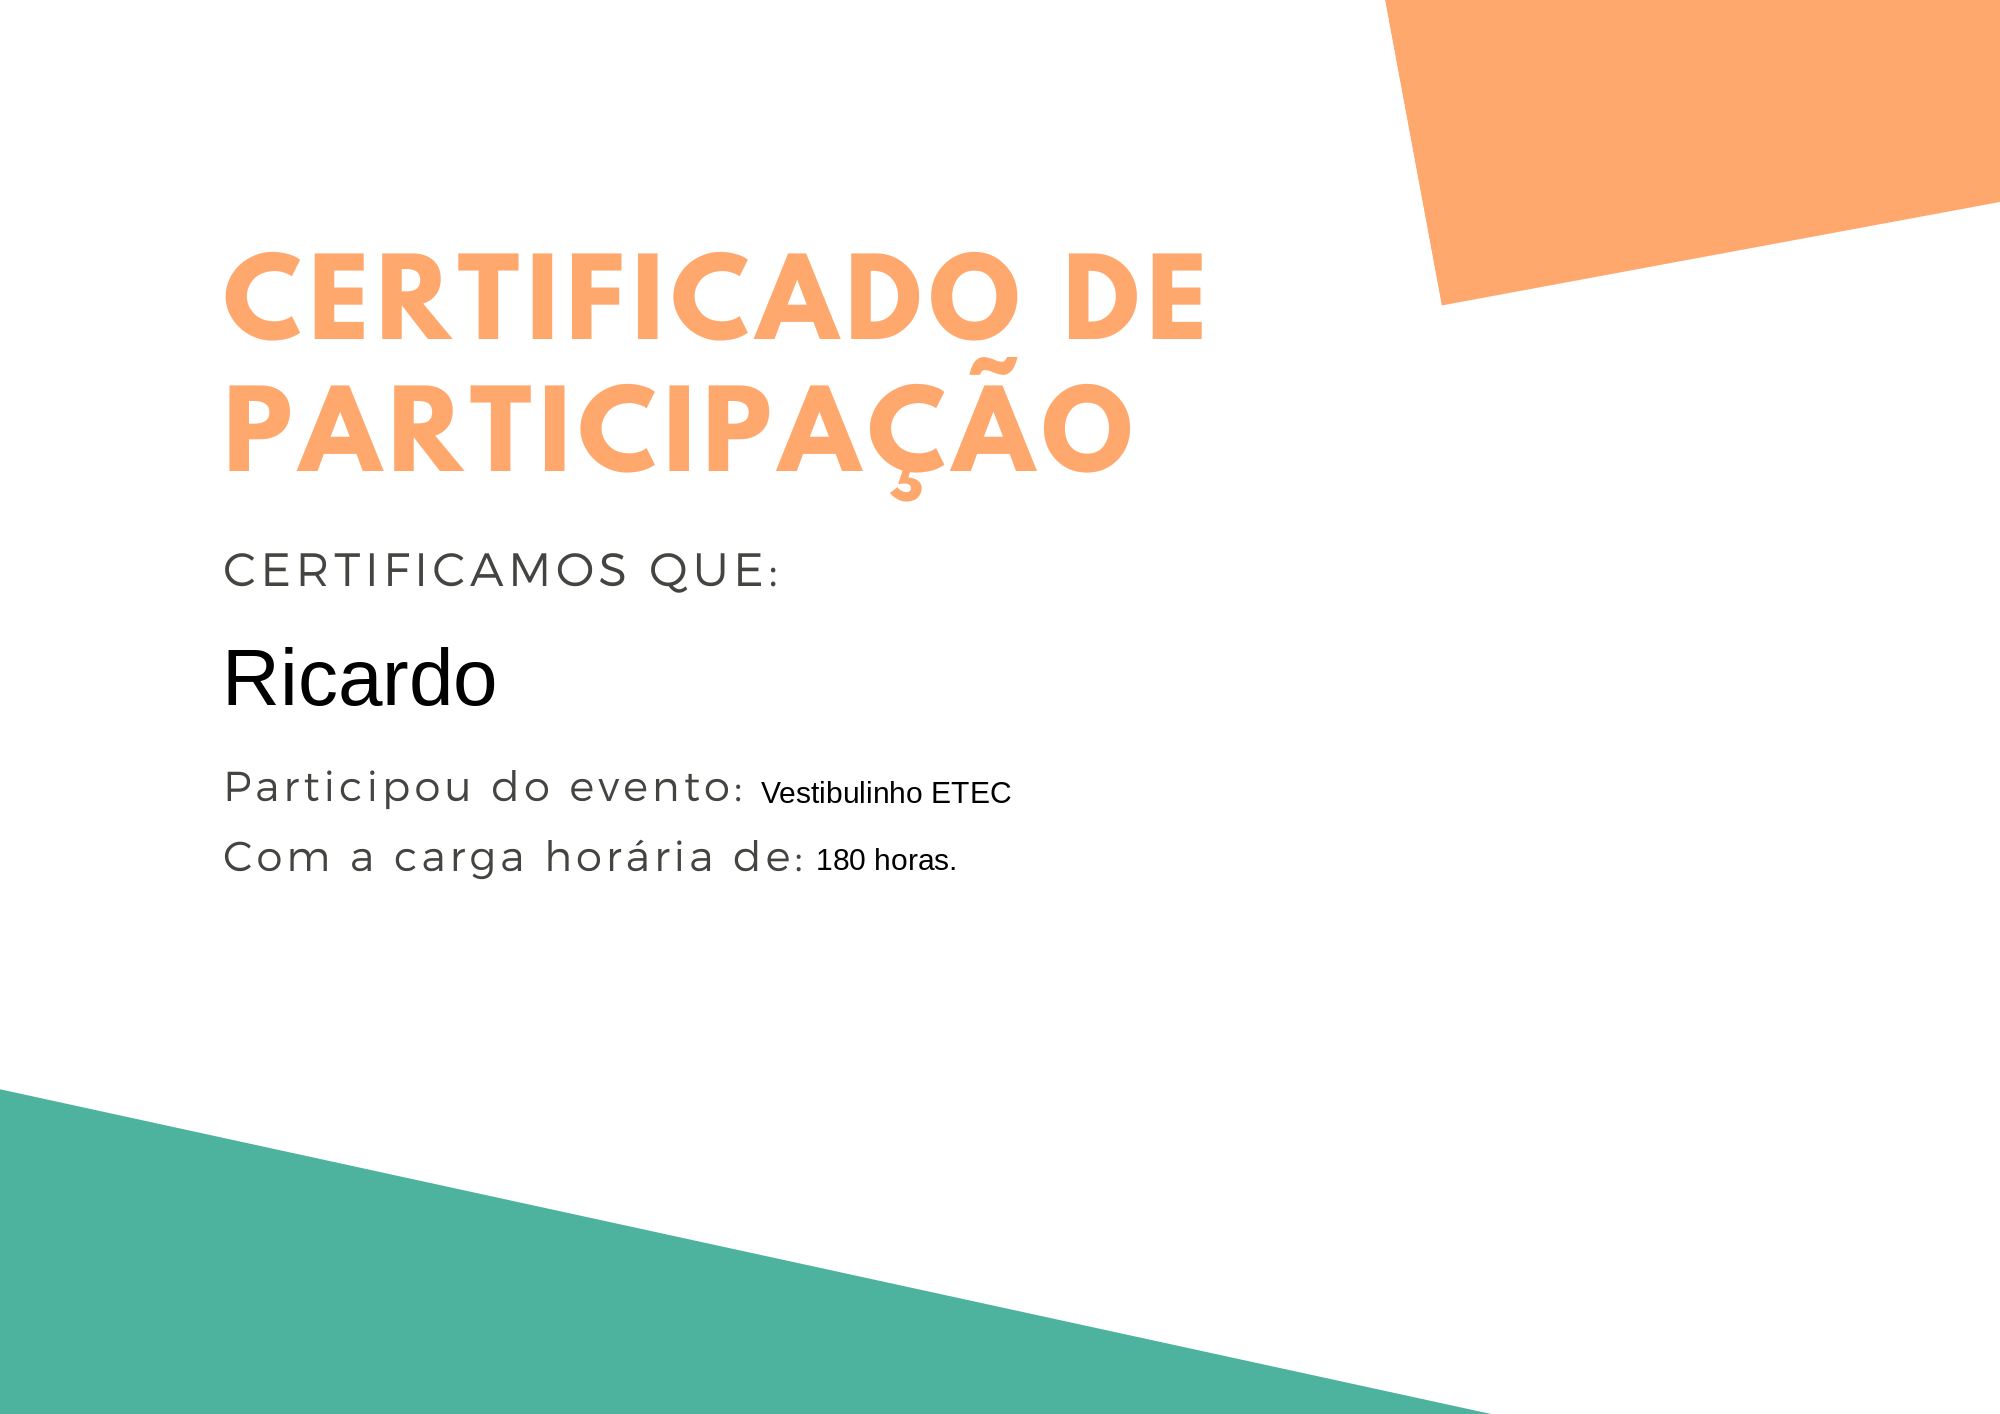 CERTIFICADO DE
PARTICIPAÇÃO
CERTIFICAMOS QUE:
Ricardo
Participou do evento: Vestibulinho ETEC
Com a carga horária de: 180 horas.